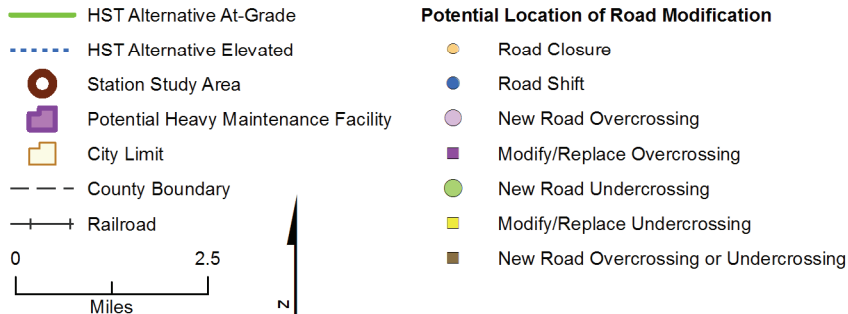 HST Alternative At-Grade
HST Alternative Elevated
Station Study Area
Potential Heavy Maintenance Facility
City Limit
County Boundary
Railroad
0 2.5
Miles
N
Potential Location of Road Modification
Road Closure
Road Shift
New Road Overcrossing
Modify/Replace Overcrossing
New Road Undercrossing
Modify/Replace Undercrossing
New Road Overcrossing or Undercrossing